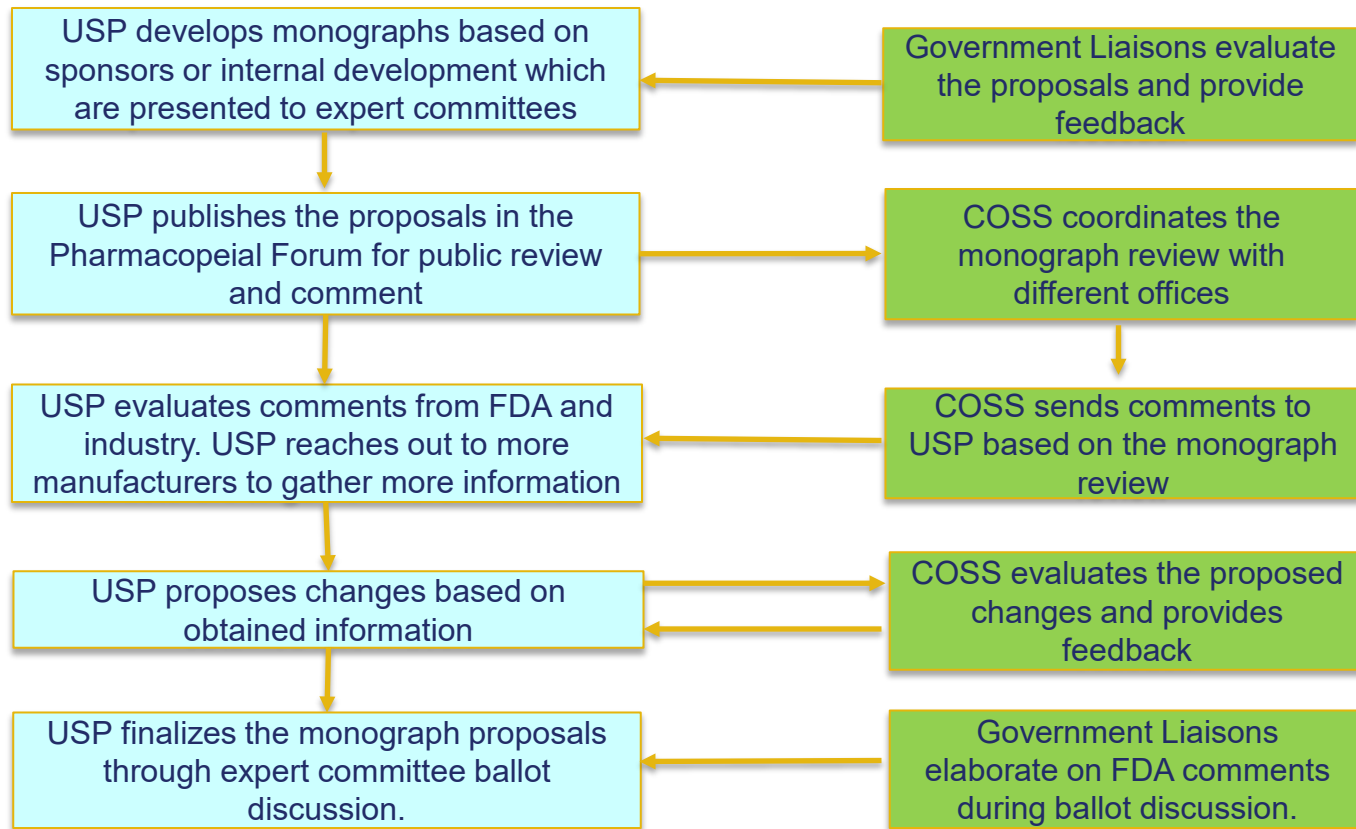 USP develops monographs based on
sponsors or internal development which
are presented to expert committees
Government Liaisons evaluate
the proposals and provide
feedback
USP publishes the proposals in the
Pharmacopeial Forum for public review
and comment
COSS coordinates the
monograph review with
different offices
USP evaluates comments from FDA and
industry. USP reaches out to more
manufacturers to gather more information
COSS sends comments to
USP based on the monograph
review
USP proposes changes based on
obtained information
COSS evaluates the proposed
changes and provides
feedback
USP finalizes the monograph proposals
through expert committee ballot
discussion.
Government Liaisons
elaborate on FDA comments
during ballot discussion.